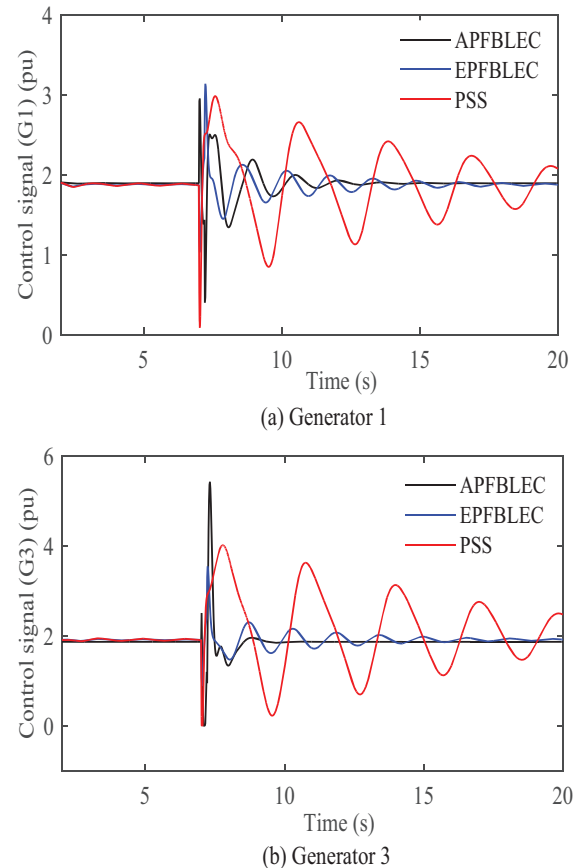 4
3
2
1
0
Control signal (G1) (pu)
APFBLEC
EPFBLEC
PSS
5
10
15
20
Time (s)
(a) Generator 1
6
4
2
0
Control signal (G3) (pu)
APFBLEC
EPFBLEC
PSS
5
10
15
20
Time (s)
(b) Generator 3